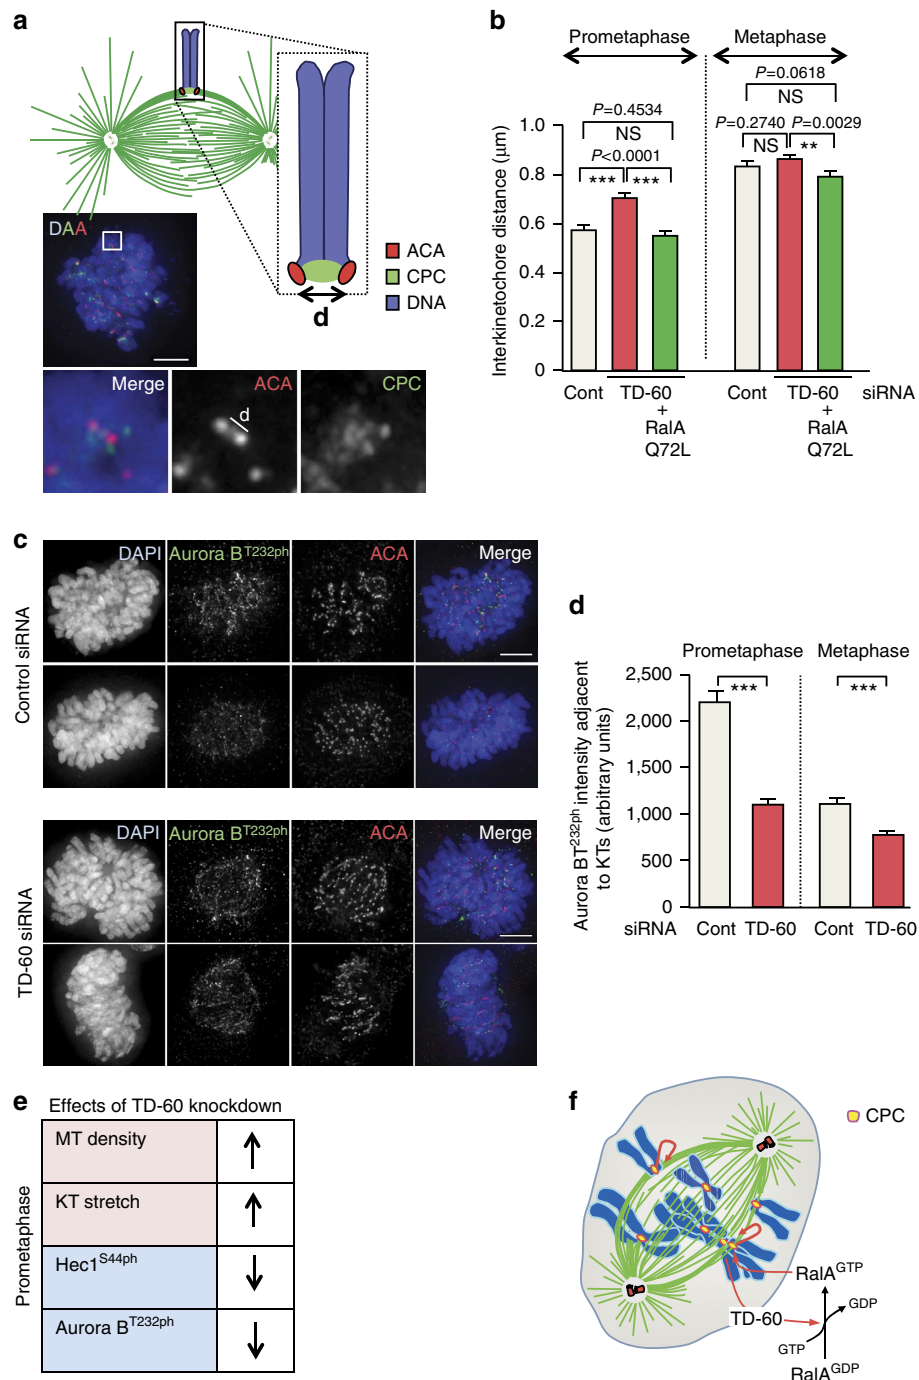 a
DAA
ACA
CPC
DNA
d
Merge
ACA
d
CPC
b
Prometaphase
Metaphase
P=0.4534
NS
P<0.0001
***
***
P=0.0618
NS
P=0.2740
P=0.0029
NS
**
Interkinetochore distance (µm)
1.0
0.8
0.6
0.4
0.2
0
Cont
TD-60
+
RalA
Q72L
Cont
TD-60
+
RalA
Q72L
siRNA
c
Control siRNA
DAPI
Aurora B^T232ph
ACA
Merge
TD-60 siRNA
DAPI
Aurora B^T232ph
ACA
Merge
d
Prometaphase
Metaphase
***
***
Aurora BT^232ph intensity adjacent
to KTs (arbitrary units)
2,500
2,000
1,500
1,000
500
0
siRNA
Cont
TD-60
Cont
TD-60
e
Effects of TD-60 knockdown
Prometaphase
MT density ↑
KT stretch ↑
Hec1^S44ph ↓
Aurora B^T232ph ↓
f
CPC
RalA^GTP
GDP
TD-60
GTP
RalA^GDP